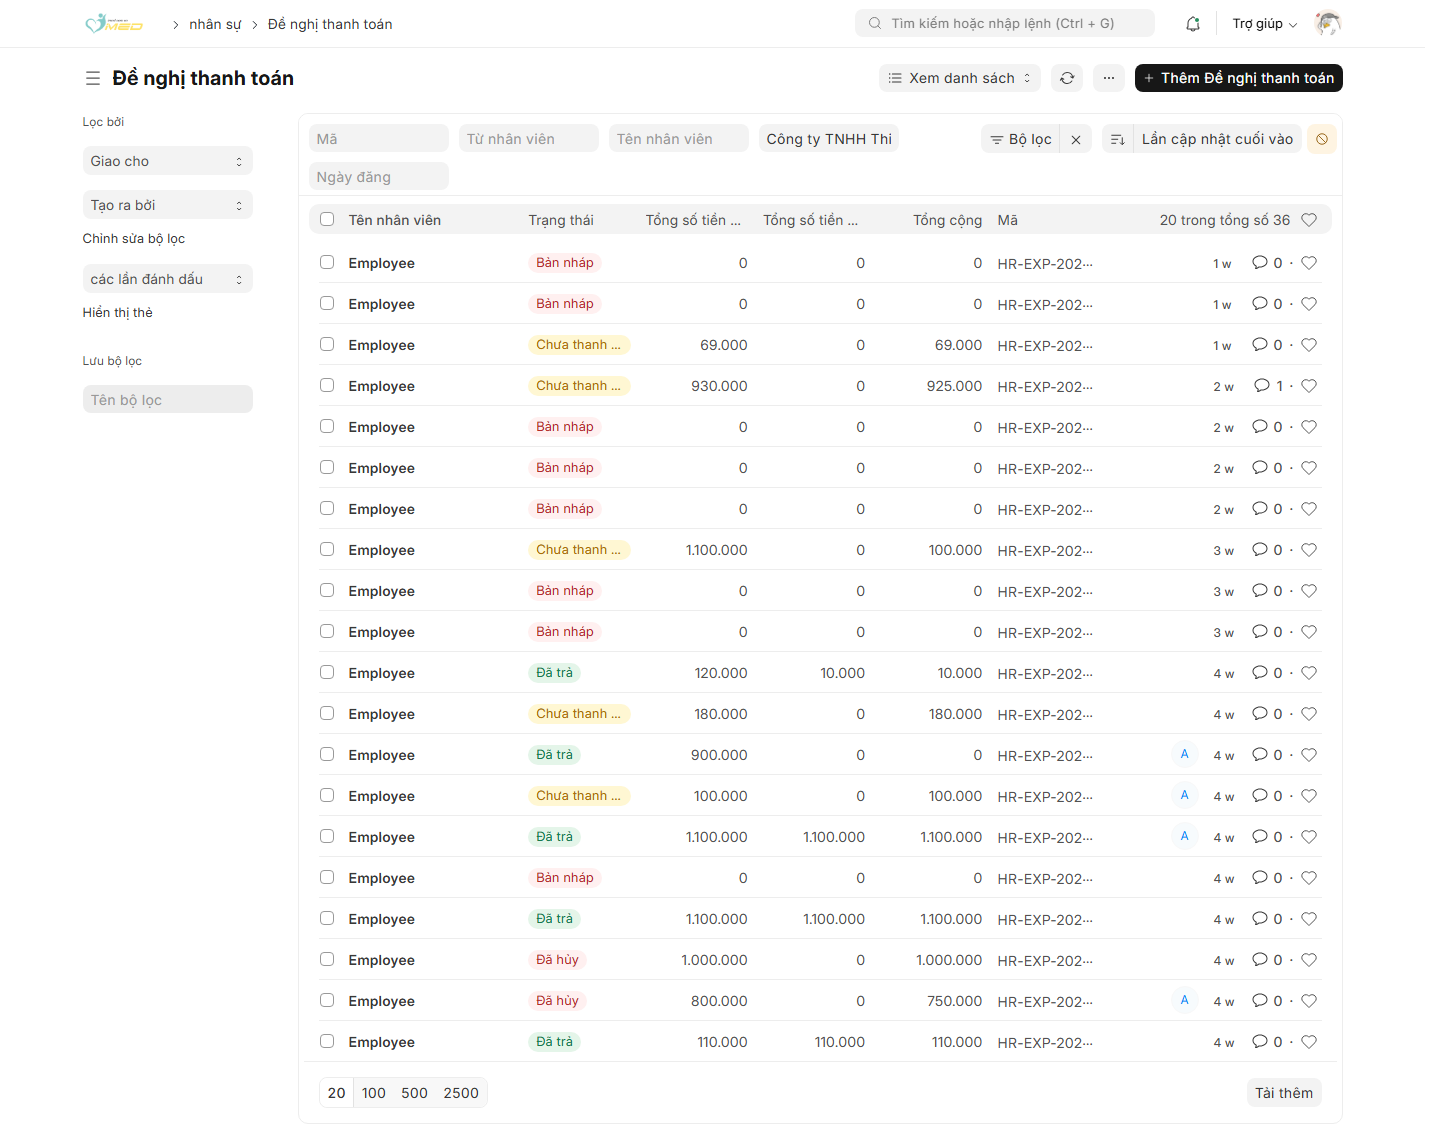 MED
nhân sự
Đề nghị thanh toán
Tìm kiếm hoặc nhập lệnh (Ctrl + G)
Trợ giúp
Đề nghị thanh toán
Xem danh sách
···
Thêm Đề nghị thanh toán
Lọc bởi
Giao cho
Tạo ra bởi
Chỉnh sửa bộ lọc
các lần đánh dấu
Hiển thị thẻ
Lưu bộ lọc
Tên bộ lọc
Mã
Từ nhân viên
Tên nhân viên
Công ty TNHH Thi
Bộ lọc
Lần cập nhật cuối vào
Ngày đăng
Tên nhân viên Trạng thái Tổng số tiền ... Tổng số tiền ... Tổng cộng Mã 20 trong tổng số 36
Employee Bản nháp 0 0 0 HR-EXP-202... 1 w 0 ·
Employee Bản nháp 0 0 0 HR-EXP-202... 1 w 0 ·
Employee Chưa thanh ... 69.000 0 69.000 HR-EXP-202... 1 w 0 ·
Employee Chưa thanh ... 930.000 0 925.000 HR-EXP-202... 2 w 1 ·
Employee Bản nháp 0 0 0 HR-EXP-202... 2 w 0 ·
Employee Bản nháp 0 0 0 HR-EXP-202... 2 w 0 ·
Employee Bản nháp 0 0 0 HR-EXP-202... 2 w 0 ·
Employee Chưa thanh ... 1.100.000 0 100.000 HR-EXP-202... 3 w 0 ·
Employee Bản nháp 0 0 0 HR-EXP-202... 3 w 0 ·
Employee Bản nháp 0 0 0 HR-EXP-202... 3 w 0 ·
Employee Đã trả 120.000 10.000 10.000 HR-EXP-202... 4 w 0 ·
Employee Chưa thanh ... 180.000 0 180.000 HR-EXP-202... 4 w 0 ·
Employee Đã trả 900.000 0 0 HR-EXP-202... A 4 w 0 ·
Employee Chưa thanh ... 100.000 0 100.000 HR-EXP-202... A 4 w 0 ·
Employee Đã trả 1.100.000 1.100.000 1.100.000 HR-EXP-202... A 4 w 0 ·
Employee Bản nháp 0 0 0 HR-EXP-202... 4 w 0 ·
Employee Đã trả 1.100.000 1.100.000 1.100.000 HR-EXP-202... 4 w 0 ·
Employee Đã hủy 1.000.000 0 1.000.000 HR-EXP-202... 4 w 0 ·
Employee Đã hủy 800.000 0 750.000 HR-EXP-202... A 4 w 0 ·
Employee Đã trả 110.000 110.000 110.000 HR-EXP-202... 4 w 0 ·
20 100 500 2500
Tải thêm